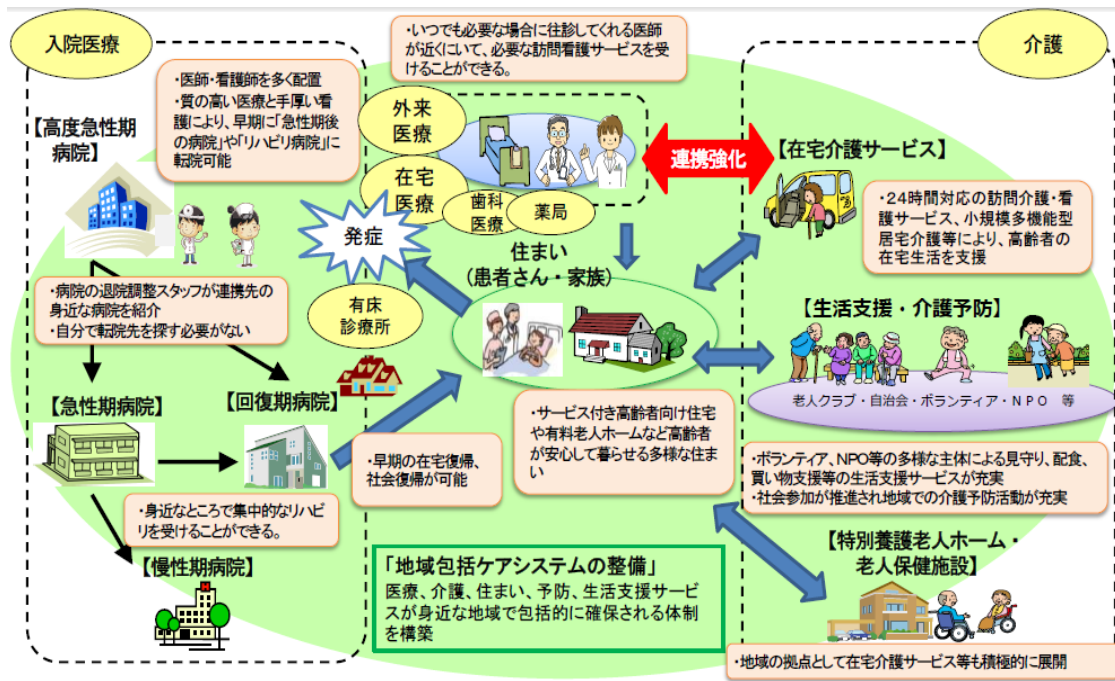 入院医療
・医師・看護師を多く配置
・質の高い医療と手厚い看
護により、早期に「急性期後
の病院」や「リハビリ病院」に
転院可能
【高度急性期
病院】
・病院の退院調整スタッフが連携先の
身近な病院を紹介
・自分で転院先を探す必要がない
【急性期病院】
【回復期病院】
・身近なところで集中的なリハビ
リを受けることができる。
【慢性期病院】
・いつでも必要な場合に往診してくれる医師
が近くにいて、必要な訪問看護サービスを受
けることができる。
外来
医療
在宅
医療
歯科
医療
薬局
発症
有床
診療所
住まい
(患者さん・家族)
連携強化
・早期の在宅復帰、
社会復帰が可能
・サービス付き高齢者向け住宅
や有料老人ホームなど高齢者
が安心して暮らせる多様な住ま
い
「地域包括ケアシステムの整備」
医療、介護、住まい、予防、生活支援サービ
スが身近な地域で包括的に確保される体制
を構築
介護
【在宅介護サービス】
・24時間対応の訪問介護・看
護サービス、小規模多機能型
居宅介護等により、高齢者の
在宅生活を支援
【生活支援・介護予防】
老人クラブ・自治会・ボランティア・NPO 等
・ボランティア、NPO等の多様な主体による見守り、配食、
買い物支援等の生活支援サービスが充実
・社会参加が推進され地域での介護予防活動が充実
【特別養護老人ホーム・
老人保健施設】
・地域の拠点として在宅介護サービス等も積極的に展開